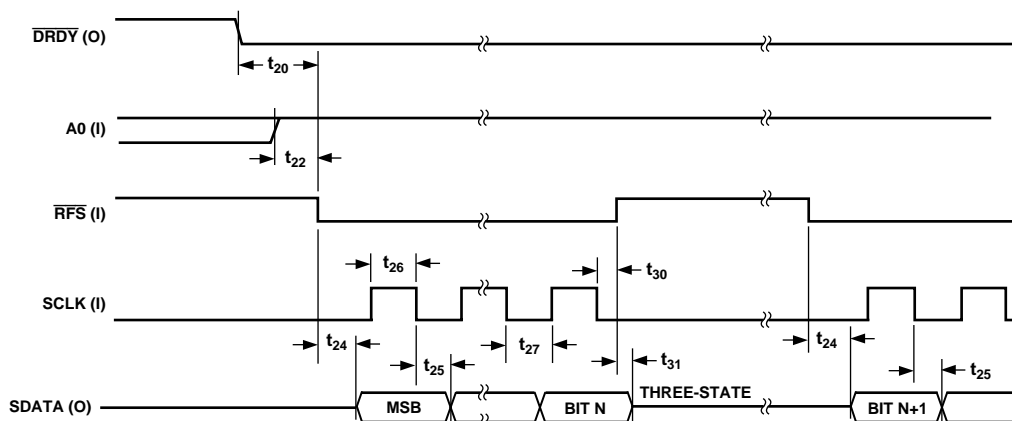 DRDY (O)
t20
A0 (I)
t22
RFS (I)
t26
t30
SCLK (I)
t24
t25
t27
t31
t24
t25
THREE-STATE
SDATA (O)
MSB
BIT N
BIT N+1